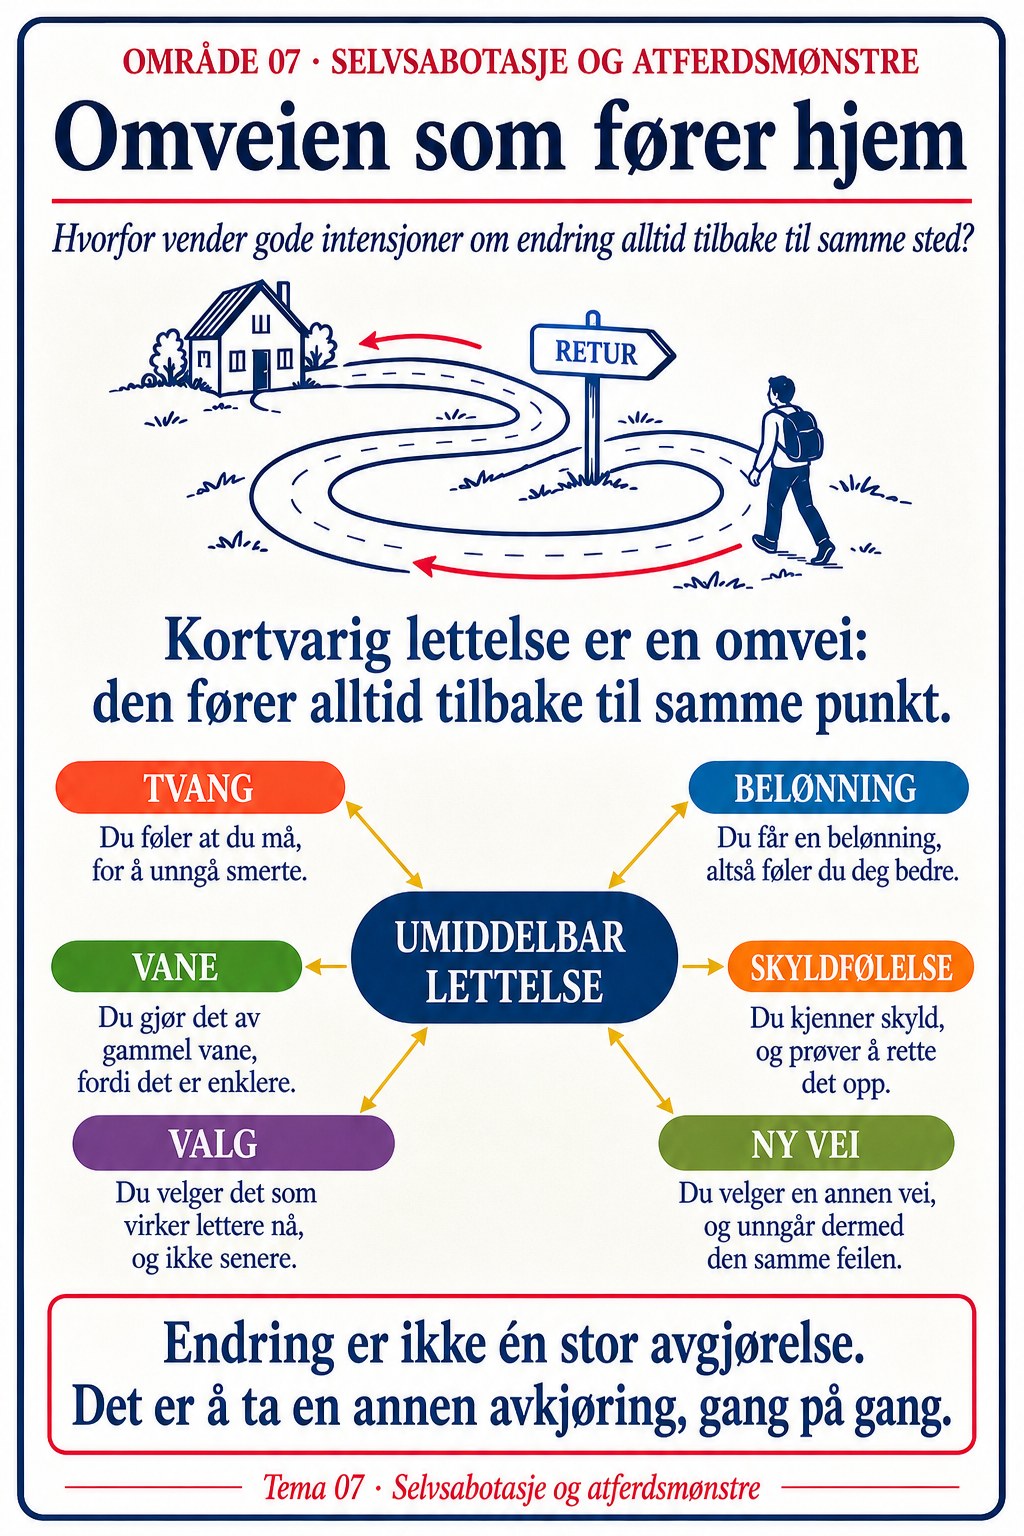 OMRÅDE 07 · SELVSABOTASJE OG ATFERDSMØNSTRE
Omveien som fører hjem
Hvorfor vender gode intensjoner om endring alltid tilbake til samme sted?
RETUR
Kortvarig lettelse er en omvei:
den fører alltid tilbake til samme punkt.
TVANG
Du føler at du må,
for å unngå smerte.
BELØNNING
Du får en belønning,
altså føler du deg bedre.
UMIDDELBAR
LETTELSE
VANE
Du gjør det av
gammel vane,
fordi det er enklere.
SKYLDFØLELSE
Du kjenner skyld,
og prøver å rette
det opp.
VALG
Du velger det som
virker lettere nå,
og ikke senere.
NY VEI
Du velger en annen vei,
og unngår dermed
den samme feilen.
Endring er ikke én stor avgjørelse.
Det er å ta en annen avkjøring, gang på gang.
Tema 07 · Selvsabotasje og atferdsmønstre